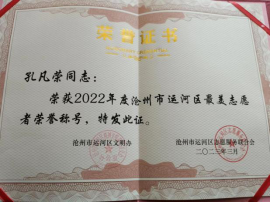 荣誉证书
孔凡荣同志：
荣获2022年度沧州市运河区最美志愿
者荣誉称号，特发此证。
沧州市运河区文明办
沧州市运河区志愿服务联合会
二〇二三年三月